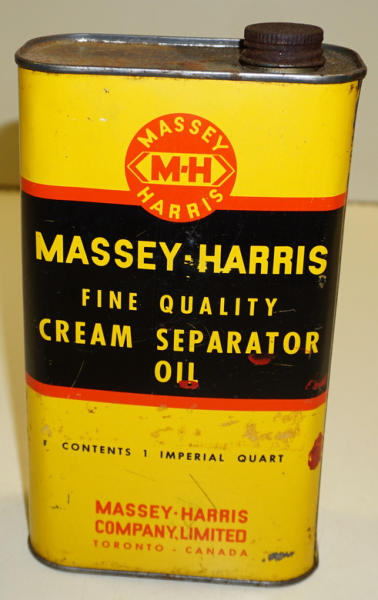 MASSEY
M-H
HARRIS
MASSEY-HARRIS
FINE QUALITY
CREAM SEPARATOR
OIL
CONTENTS 1 IMPERIAL QUART
MASSEY-HARRIS
COMPANY, LIMITED
TORONTO - CANADA